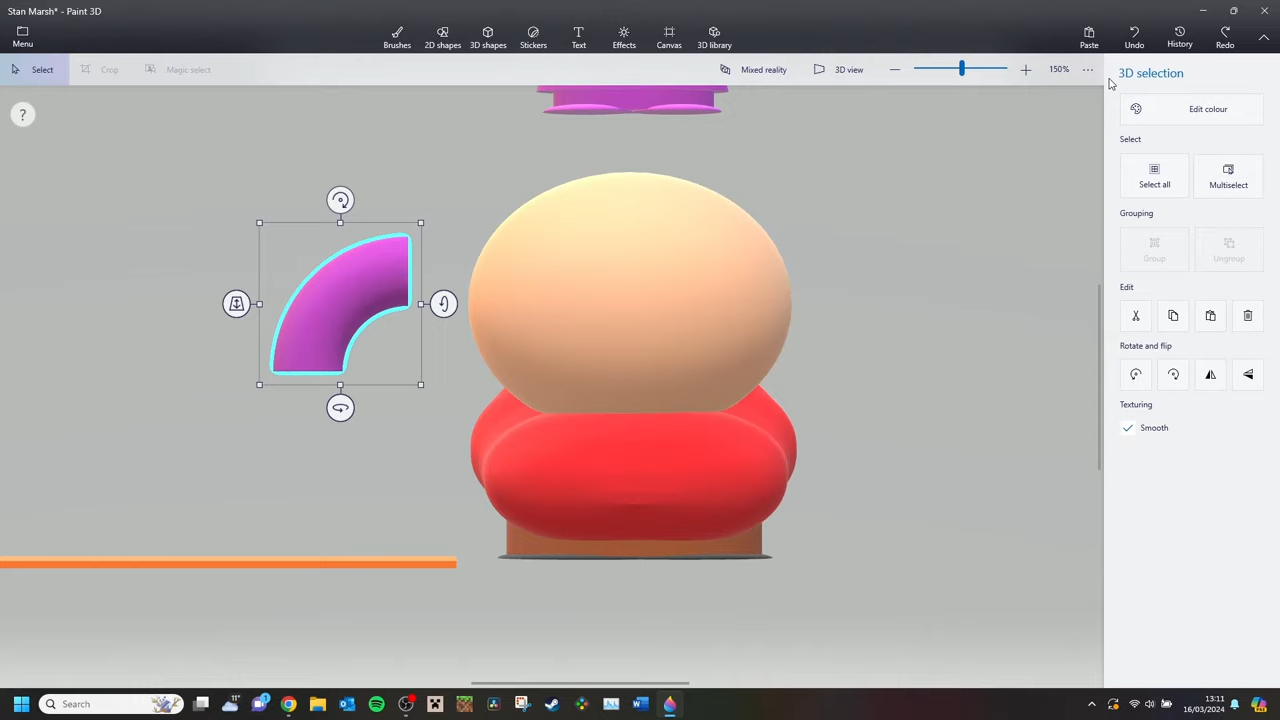 Stan Marsh* - Paint 3D
Menu
Brushes
2D shapes
3D shapes
Stickers
Text
Effects
Canvas
3D library
Paste
Undo
History
Redo
Select
Crop
Magic select
Mixed reality
3D view
150%
?
3D selection
Edit colour
Select
Select all
Multiselect
Grouping
Group
Ungroup
Edit
Rotate and flip
Texturing
Smooth
Search
13:11
16/03/2024